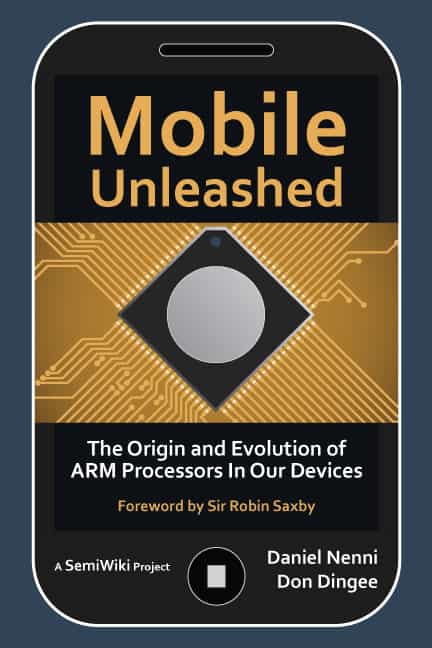 Mobile
Unleashed
The Origin and Evolution of
ARM Processors In Our Devices
Foreword by Sir Robin Saxby
A SemiWiki Project
Daniel Nenni
Don Dingee